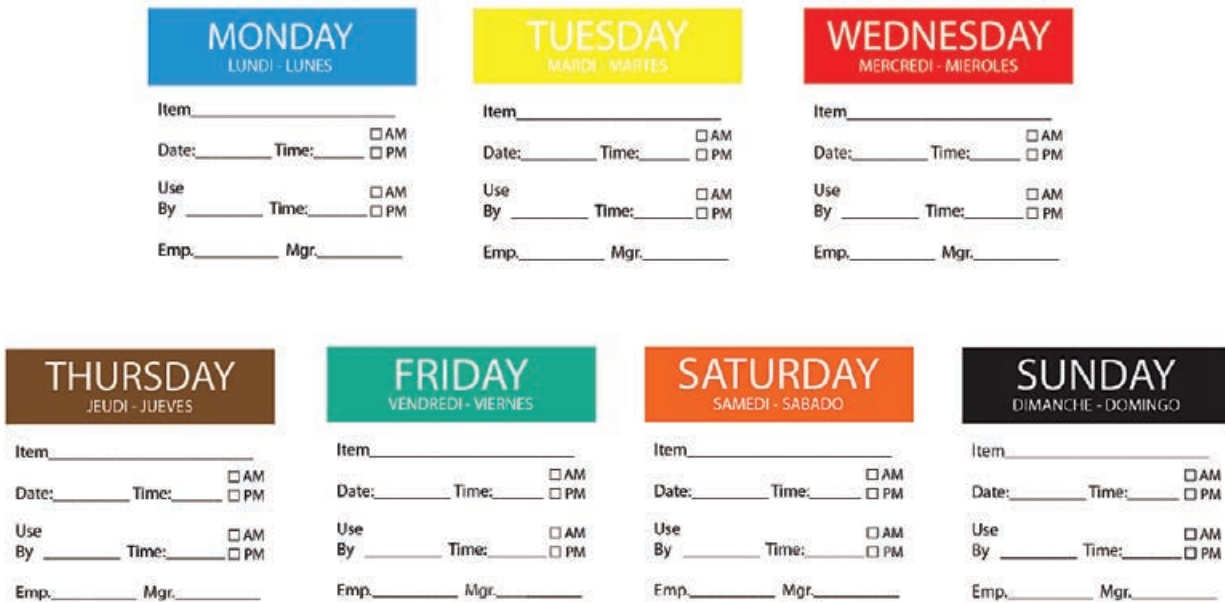 MONDAY
LUNDI - LUNES
Item
AM
Date: Time: PM
Use AM
By Time: PM
Emp. Mgr.
TUESDAY
MARDI - MARTES
Item
AM
Date: Time: PM
Use AM
By Time: PM
Emp. Mgr.
WEDNESDAY
MERCREDI - MIEROLES
Item
AM
Date: Time: PM
Use AM
By Time: PM
Emp. Mgr.
THURSDAY
JEUDI - JUEVES
Item
AM
Date: Time: PM
Use AM
By Time: PM
Emp. Mgr.
FRIDAY
VENDREDI - VIERNES
Item
AM
Date: Time: PM
Use AM
By Time: PM
Emp. Mgr.
SATURDAY
SAMEDI - SABADO
Item
AM
Date: Time: PM
Use AM
By Time: PM
Emp. Mgr.
SUNDAY
DIMANCHE - DOMINGO
Item
AM
Date: Time: PM
Use AM
By Time: PM
Emp. Mgr.